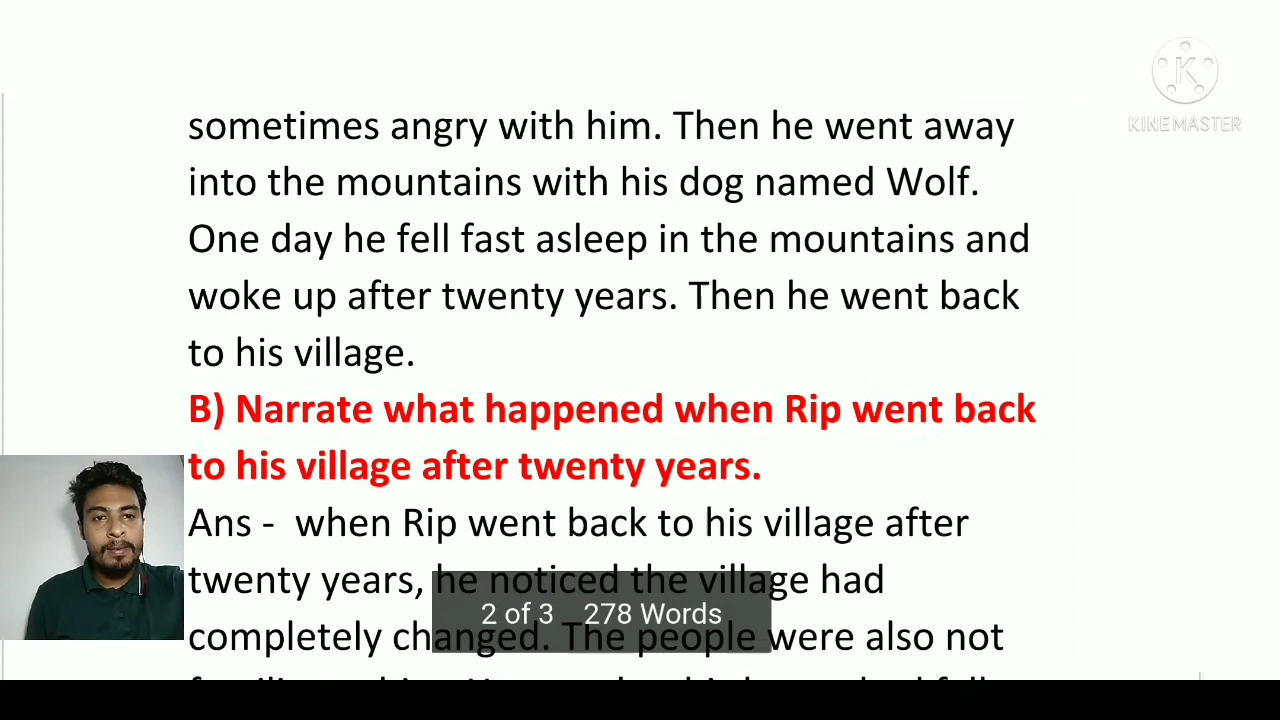 KINEMASTER
sometimes angry with him. Then he went away
into the mountains with his dog named Wolf.
One day he fell fast asleep in the mountains and
woke up after twenty years. Then he went back
to his village.
B) Narrate what happened when Rip went back
to his village after twenty years.
Ans - when Rip went back to his village after
twenty years, he noticed the village had
2 of 3 278 Words
completely changed. The people were also not